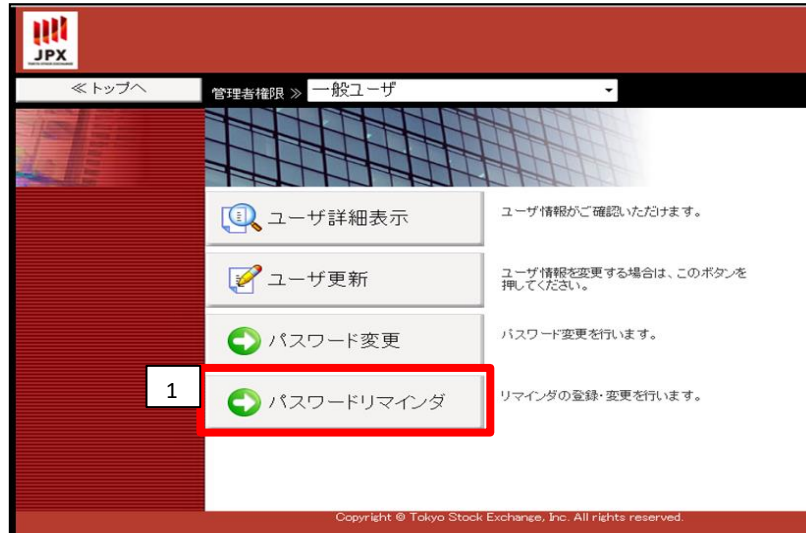 JPX
TOKYO STOCK EXCHANGE
≪トップへ
管理者権限 ≫ 一般ユーザ
ユーザ詳細表示
ユーザ情報がご確認いただけます。
ユーザ更新
ユーザ情報を変更する場合は、このボタンを
押してください。
パスワード変更
パスワード変更を行います。
1
パスワードリマインダ
リマインダの登録・変更を行います。
Copyright © Tokyo Stock Exchange, Inc. All rights reserved.